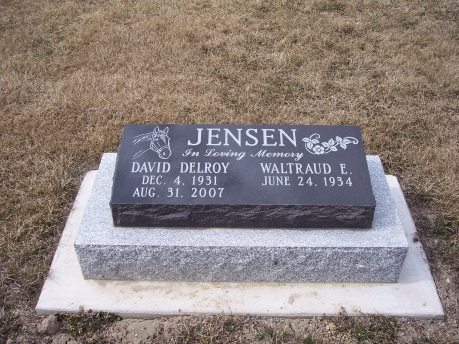 JENSEN
In Loving Memory
DAVID DELROY WALTRAUD E.
DEC. 4, 1931 JUNE 24, 1934
AUG. 31, 2007